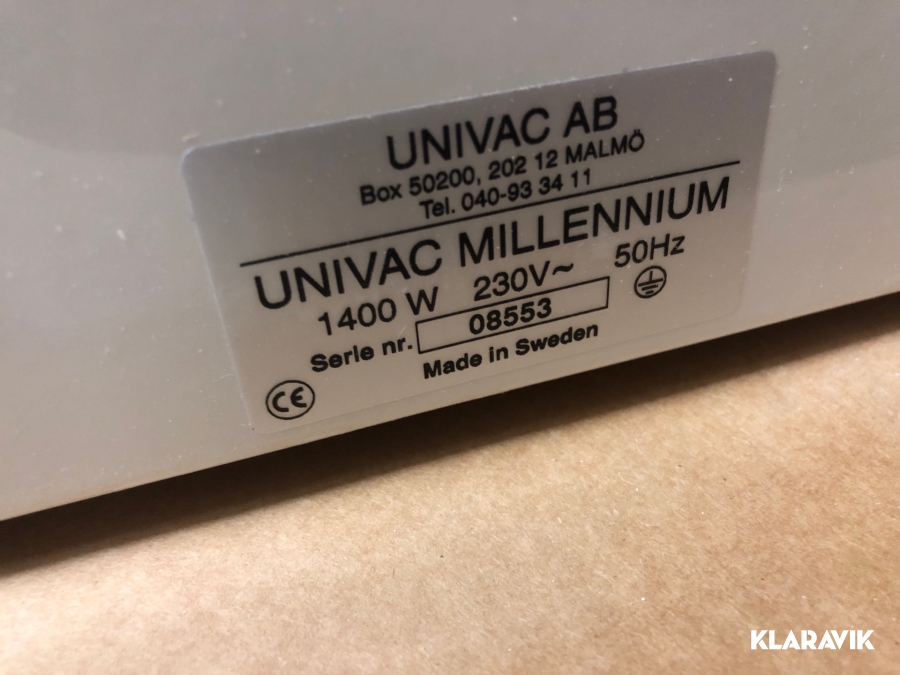 UNIVAC AB
Box 50200, 202 12 MALMÖ
Tel. 040-93 34 11
UNIVAC MILLENNIUM
1400 W 230V~ 50Hz
Serie nr. 08553
Made in Sweden
CE
KLARAVIK